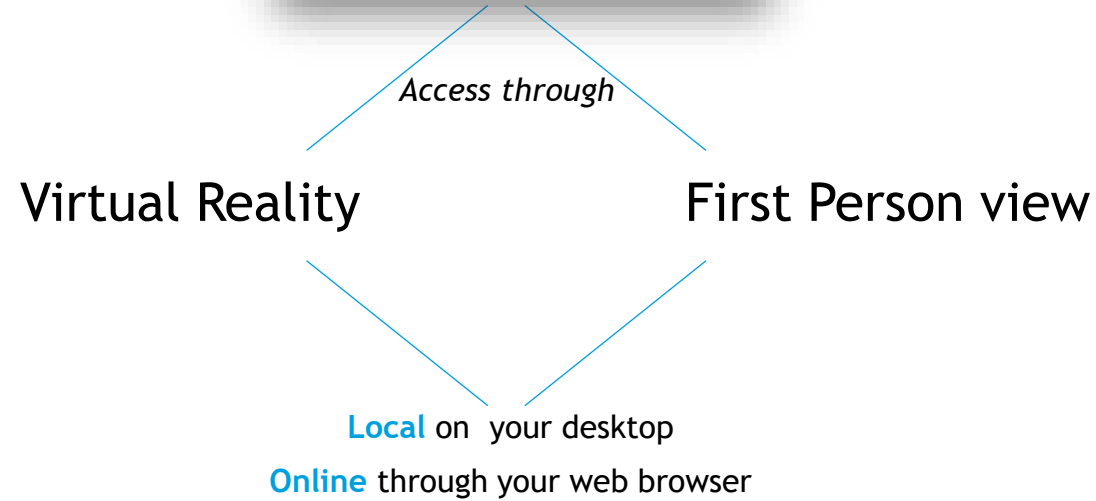 Access through
Virtual Reality
First Person view
Local on  your desktop
Online through your web browser